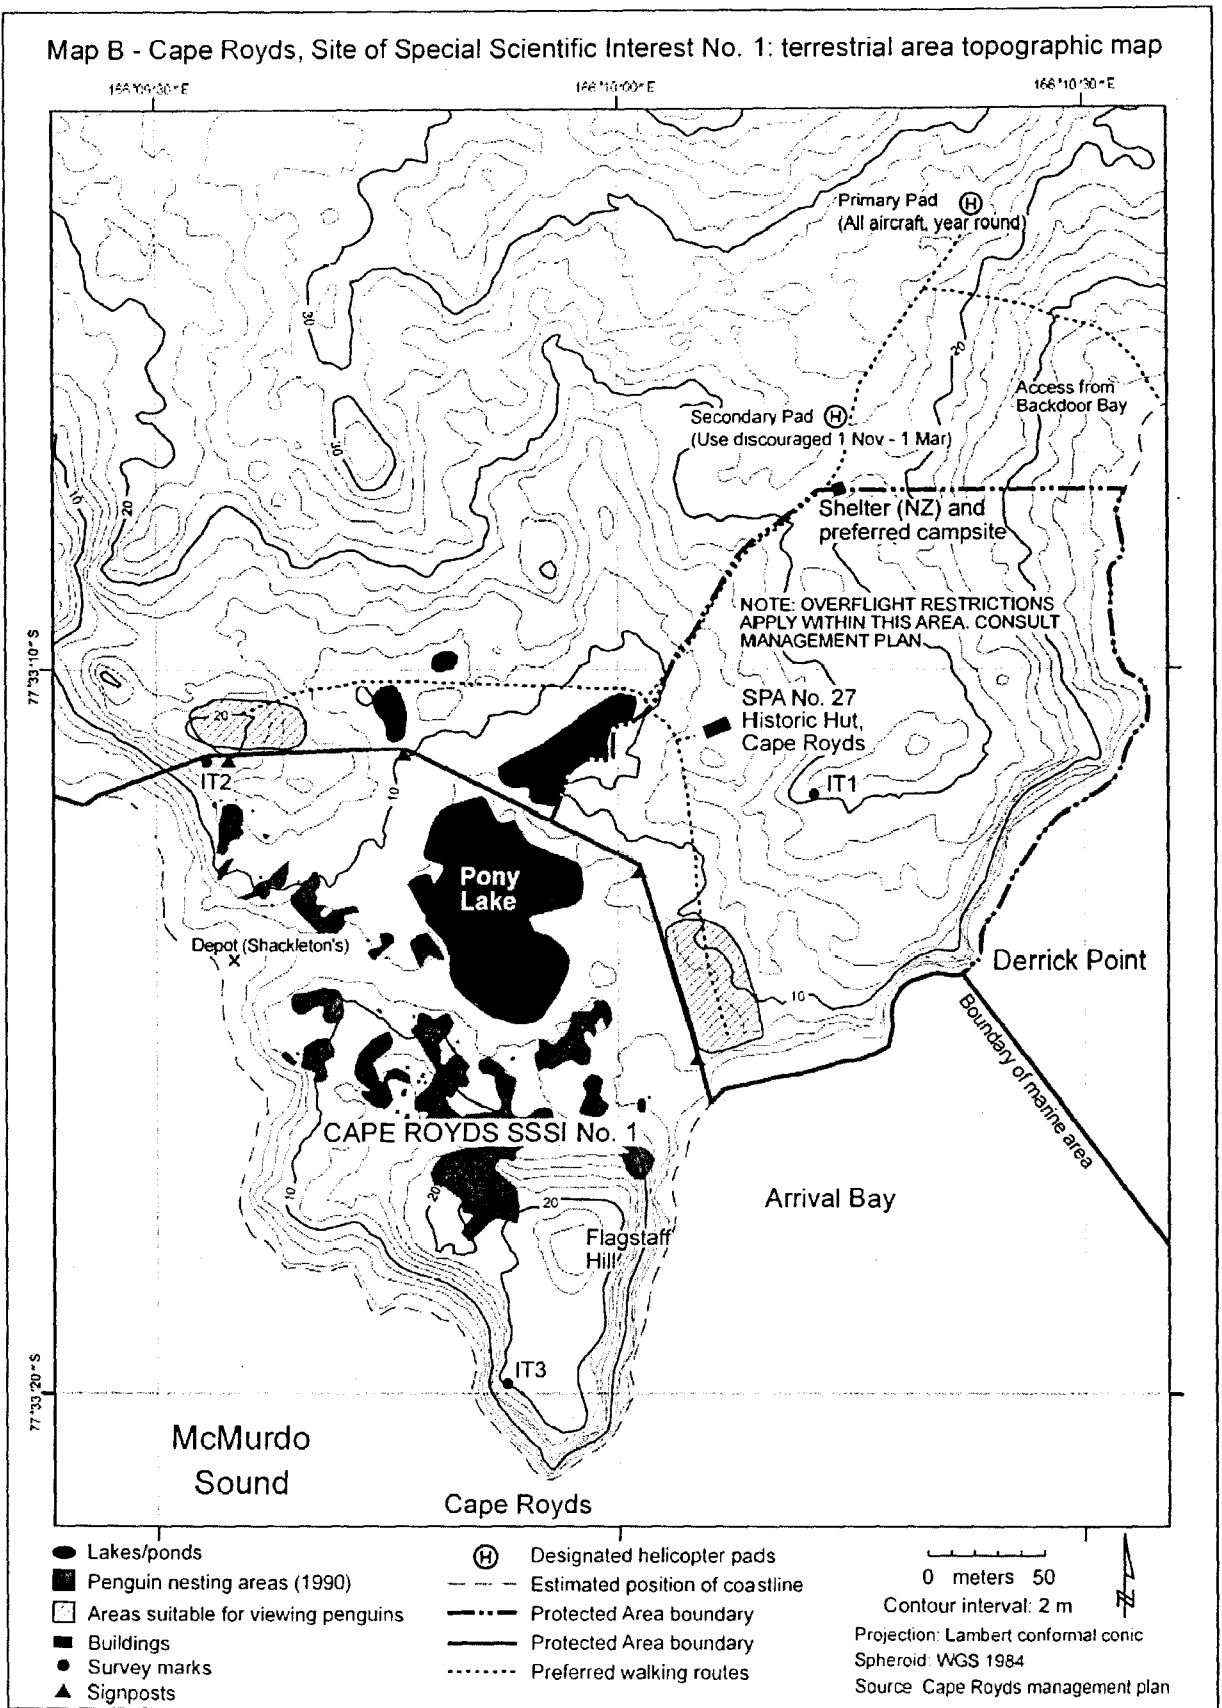 Map B - Cape Royds, Site of Special Scientific Interest No. 1: terrestrial area topographic map
166°09'30"E
166°10'00"E
166°10'30"E
Primary Pad H
(All aircraft, year round)
30
20
Access from
Backdoor Bay
Secondary Pad H
(Use discouraged 1 Nov - 1 Mar)
30
10
20
Shelter (NZ) and
preferred campsite
NOTE: OVERFLIGHT RESTRICTIONS
APPLY WITHIN THIS AREA. CONSULT
MANAGEMENT PLAN.
77°33'10"S
SPA No. 27
Historic Hut,
Cape Royds
20
IT2
IT1
10
Pony
Lake
Depot (Shackleton's)
Derrick Point
10
Boundary of marine area
CAPE ROYDS SSSI No. 1
10
20
20
Arrival Bay
Flagstaff
Hill
IT3
77°33'20"S
McMurdo
Sound
Cape Royds
Lakes/ponds
Penguin nesting areas (1990)
Areas suitable for viewing penguins
Buildings
Survey marks
Signposts
H Designated helicopter pads
Estimated position of coastline
Protected Area boundary
Protected Area boundary
Preferred walking routes
0 meters 50
Contour interval: 2 m
N
Projection: Lambert conformal conic
Spheroid: WGS 1984
Source Cape Royds management plan